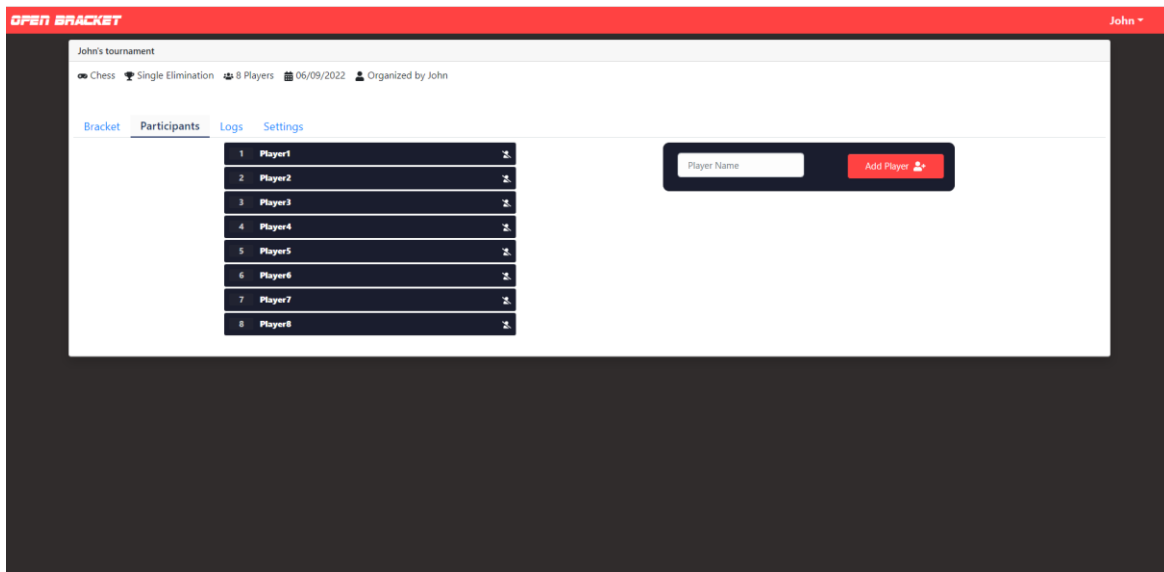 OPEN BRACKET John
John's tournament
Chess Single Elimination 8 Players 06/09/2022 Organized by John
Bracket Participants Logs Settings
1 Player1
2 Player2
3 Player3
4 Player4
5 Player5
6 Player6
7 Player7
8 Player8
Player Name Add Player